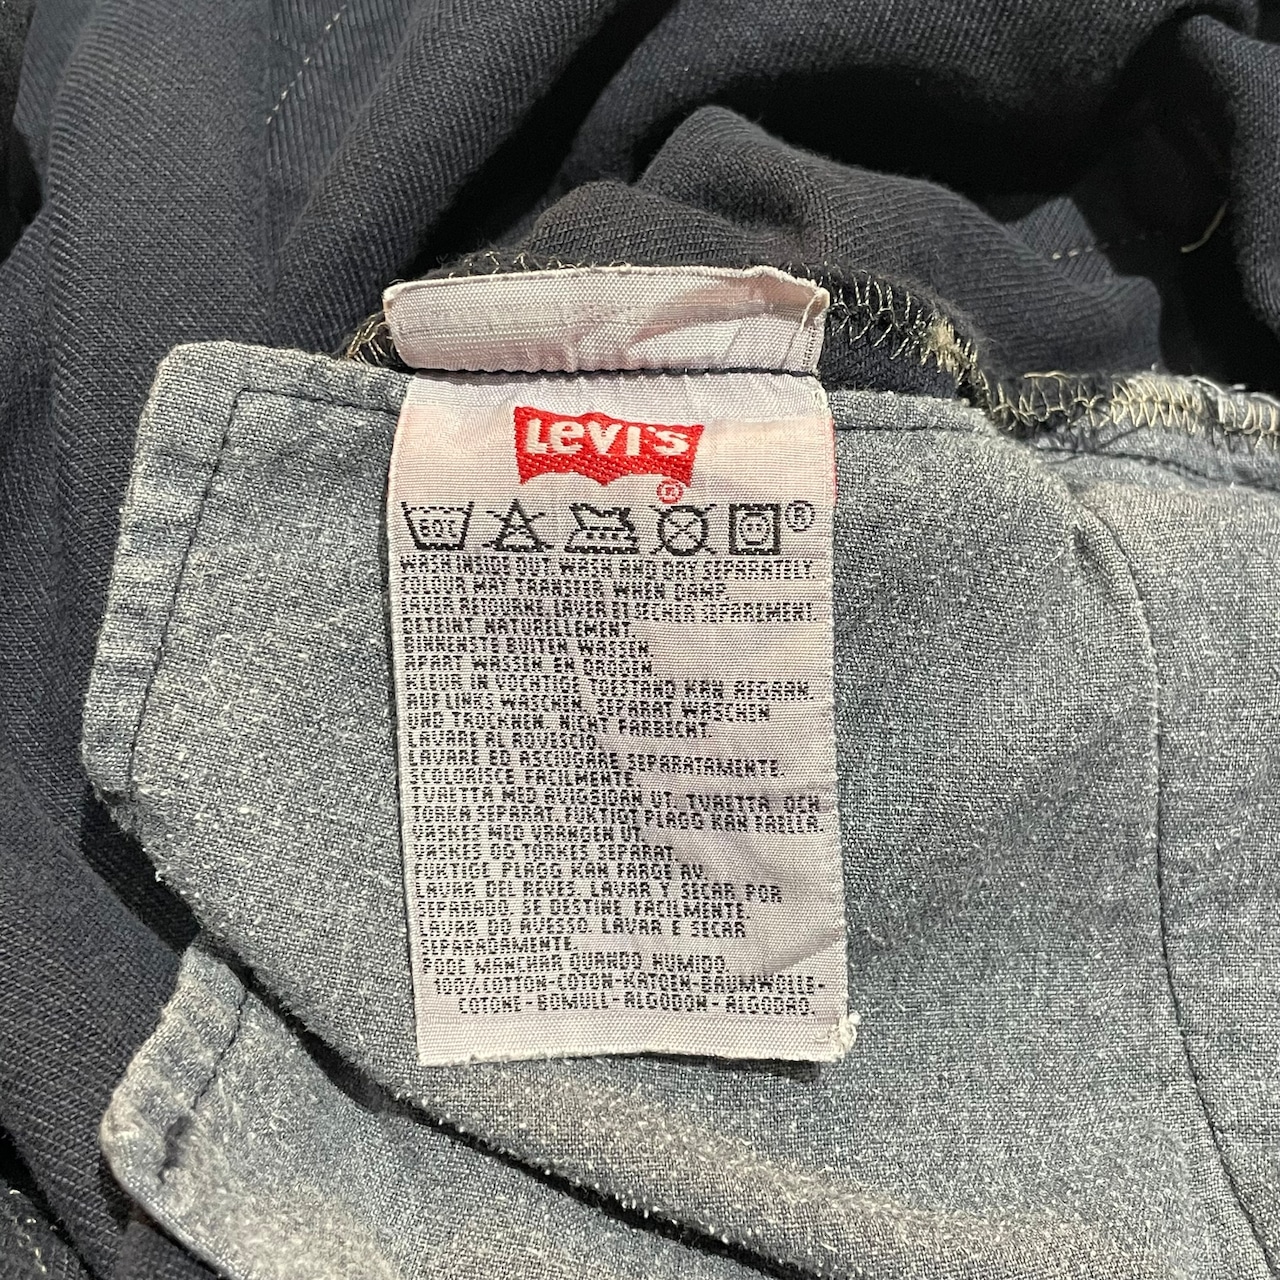 Levi's
®
60 ®
WASH INSIDE OUT. WASH AND DRY SEPARATELY.
COLOUR MAY TRANSFER WHEN DAMP.
LAVER RETOURNE LAVER ET SECHER SEPAREMENT.
DETEINT NATURELLEMENT.
BINNENSTE BUITEN WASSEN.
APART WASSEN EN DROGEN.
KLEUR IN VOCHTIGE TOESTAND KAN AFGAAN.
AUF LINKS WASCHEN, SEPARAT WASCHEN
UND TROCKNEN. NICHT FARBECHT.
LAVARE AL ROVESCIO.
LAVARE ED ASCIUGARE SEPARATAMENTE.
SCOLORISCE FACILMENTE.
TVAETTA MED AVIGSIDAN UT. TVAETTA OCH
TORKA SEPARAT. FUKTIGT PLAGG KAN FAELLA.
VASKES MED VRANGEN UT.
VASKES OG TORKES SEPARAT.
FUKTIGE PLAGG KAN FARGE AV.
LAVAR DEL REVES. LAVAR Y SECAR POR
SEPARADO. SE DESTINE FACILMENTE.
LAVAR DO AVESSO. LAVAR E SECAR
SEPARADAMENTE.
PODE MANCHAR QUANDO HUMIDO.
100% COTTON-COTON-KATOEN-BAUMWOLLE-
COTONE-BOMULL-ALGODON-ALGODAO.